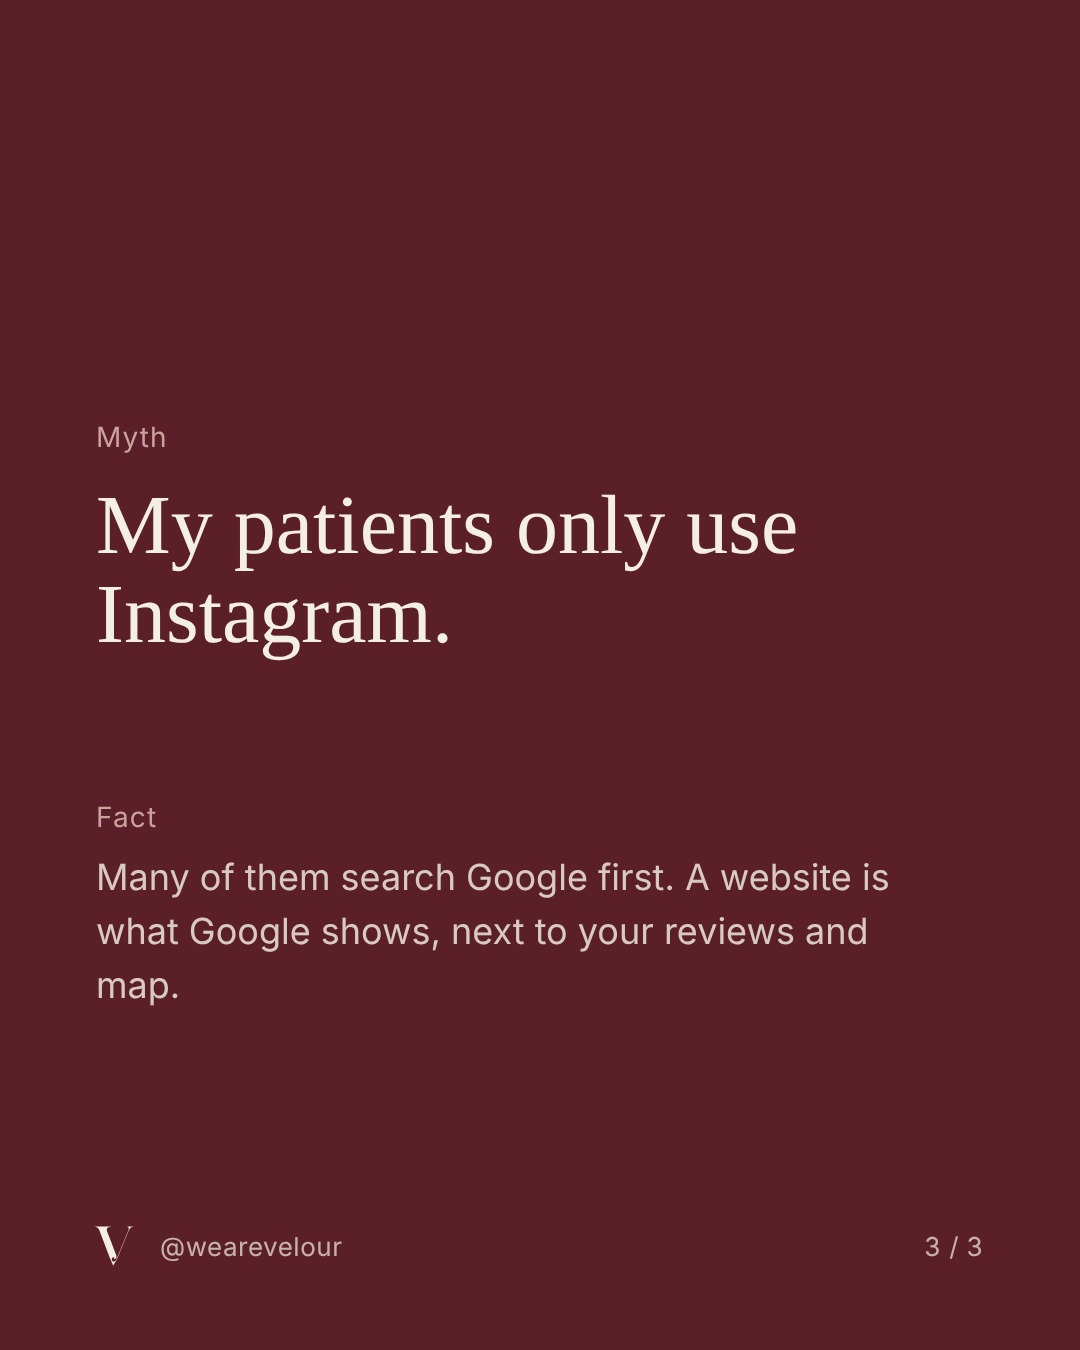 Myth
My patients only use
Instagram.
Fact
Many of them search Google first. A website is
what Google shows, next to your reviews and
map.
V @wearevelour 3 / 3